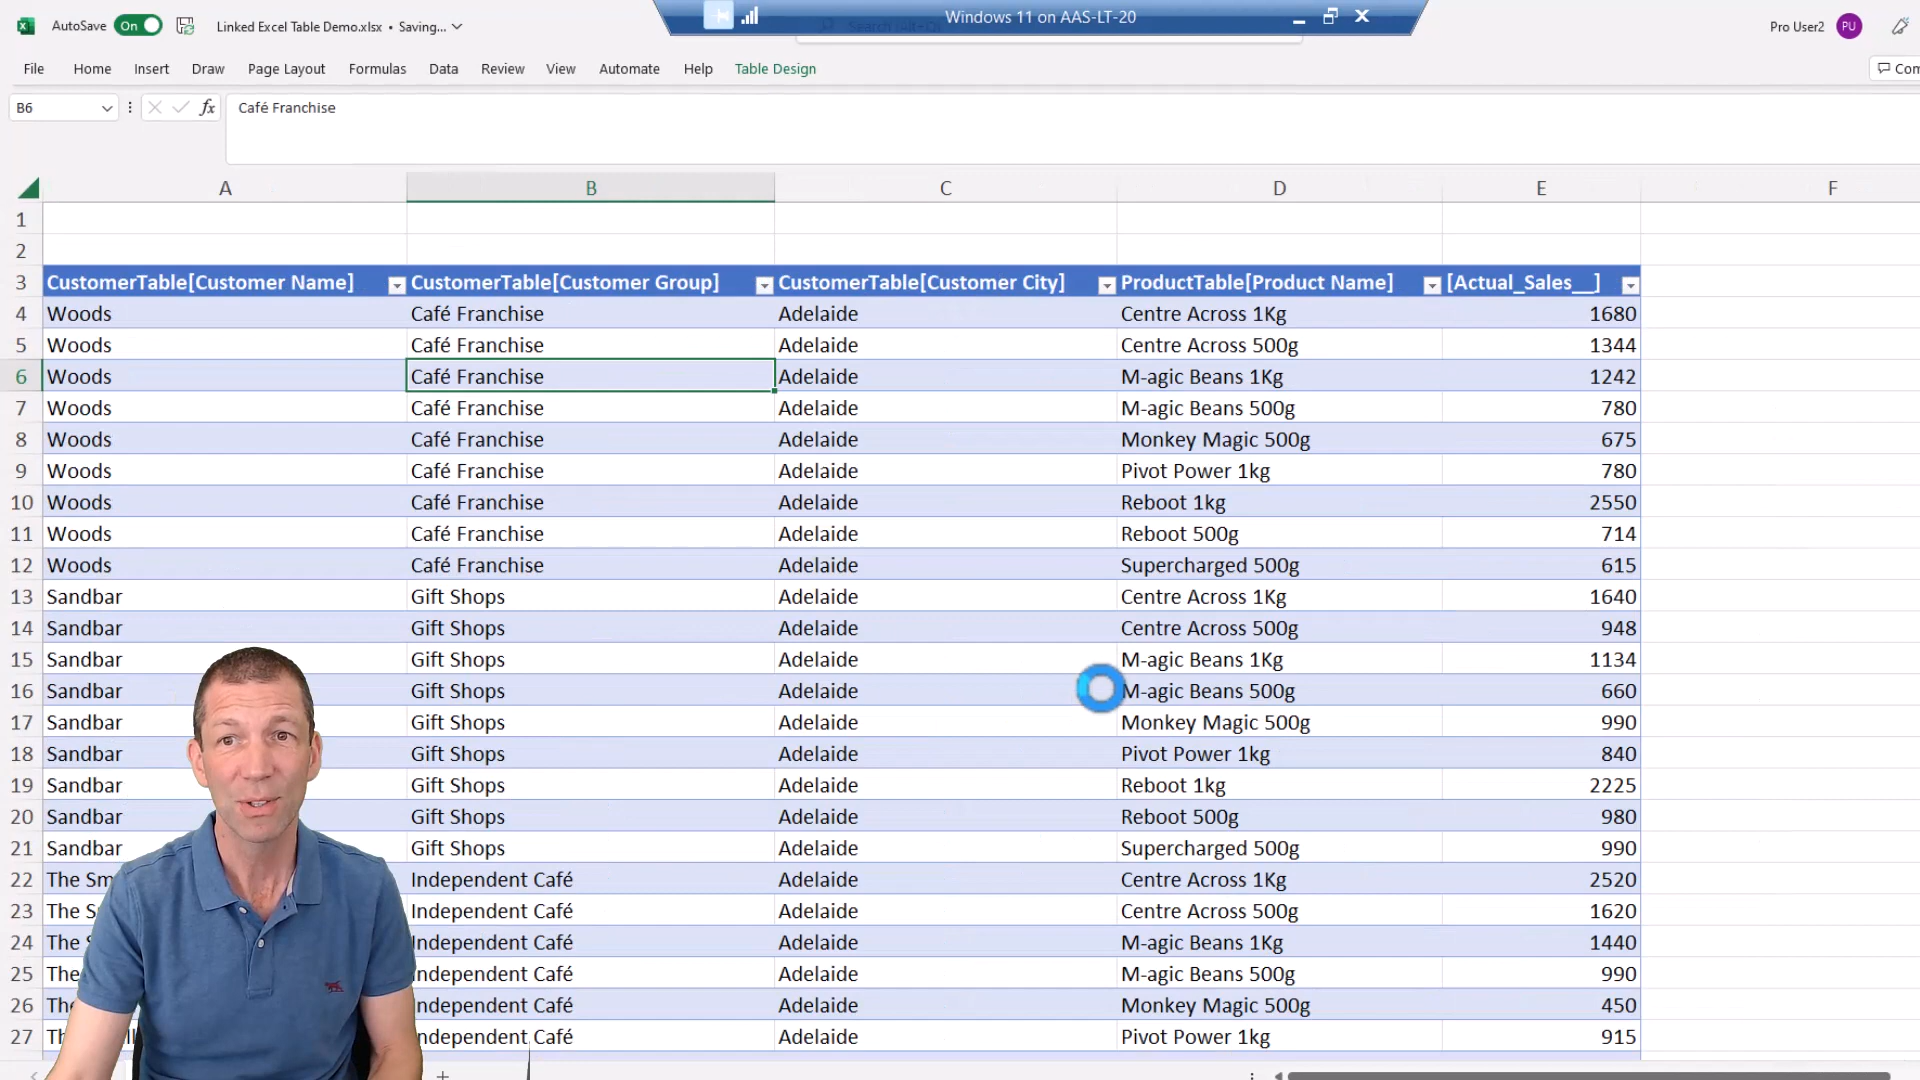 AutoSave On Linked Excel Table Demo.xlsx • Saving... Windows 11 on AAS-LT-20 Pro User2 PU
File Home Insert Draw Page Layout Formulas Data Review View Automate Help Table Design
B6 fx Café Franchise
A B C D E F
1
2
3 CustomerTable[Customer Name] CustomerTable[Customer Group] CustomerTable[Customer City] ProductTable[Product Name] [Actual_Sales__]
4 Woods Café Franchise Adelaide Centre Across 1Kg 1680
5 Woods Café Franchise Adelaide Centre Across 500g 1344
6 Woods Café Franchise Adelaide M-agic Beans 1Kg 1242
7 Woods Café Franchise Adelaide M-agic Beans 500g 780
8 Woods Café Franchise Adelaide Monkey Magic 500g 675
9 Woods Café Franchise Adelaide Pivot Power 1kg 780
10 Woods Café Franchise Adelaide Reboot 1kg 2550
11 Woods Café Franchise Adelaide Reboot 500g 714
12 Woods Café Franchise Adelaide Supercharged 500g 615
13 Sandbar Gift Shops Adelaide Centre Across 1Kg 1640
14 Sandbar Gift Shops Adelaide Centre Across 500g 948
15 Sandbar Gift Shops Adelaide M-agic Beans 1Kg 1134
16 Sandbar Gift Shops Adelaide M-agic Beans 500g 660
17 Sandbar Gift Shops Adelaide Monkey Magic 500g 990
18 Sandbar Gift Shops Adelaide Pivot Power 1kg 840
19 Sandbar Gift Shops Adelaide Reboot 1kg 2225
20 Sandbar Gift Shops Adelaide Reboot 500g 980
21 Sandbar Gift Shops Adelaide Supercharged 500g 990
22 The Independent Café Adelaide Centre Across 1Kg 2520
23 The Independent Café Adelaide Centre Across 500g 1620
24 The Independent Café Adelaide M-agic Beans 1Kg 1440
25 The Independent Café Adelaide M-agic Beans 500g 990
26 Independent Café Adelaide Monkey Magic 500g 450
27 Independent Café Adelaide Pivot Power 1kg 915